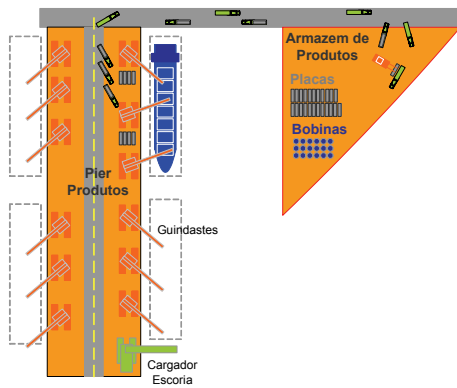 Armazem de
Produtos
Placas
Bobinas
Pier
Produtos
Guindastes
Cargador
Escoria